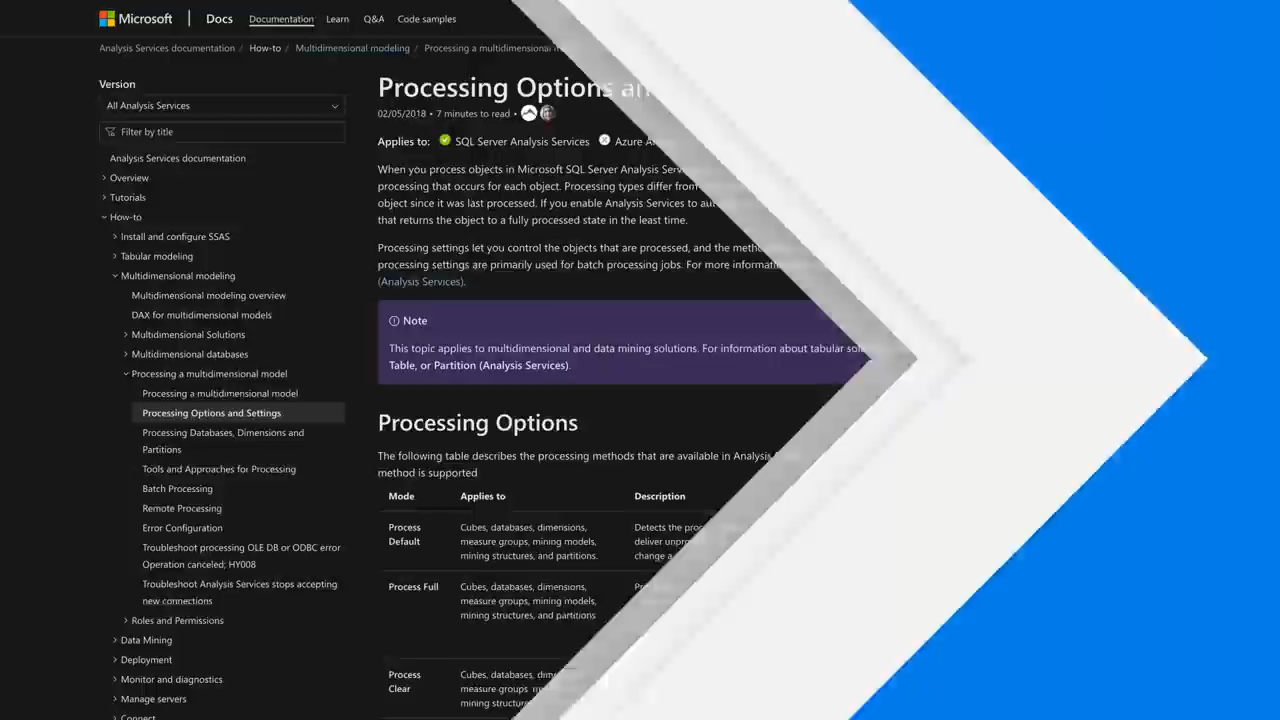 Microsoft Docs Documentation Learn Q&A Code samples
Analysis Services documentation / How-to / Multidimensional modeling / Processing a multidimensional
Version
All Analysis Services
Filter by title
Analysis Services documentation
Overview
Tutorials
How-to
Install and configure SSAS
Tabular modeling
Multidimensional modeling
Multidimensional modeling overview
DAX for multidimensional models
Multidimensional Solutions
Multidimensional databases
Processing a multidimensional model
Processing a multidimensional model
Processing Options and Settings
Processing Databases, Dimensions and
Partitions
Tools and Approaches for Processing
Batch Processing
Remote Processing
Error Configuration
Troubleshoot processing OLE DB or ODBC error
Operation canceled; HY008
Troubleshoot Analysis Services stops accepting
new connections
Roles and Permissions
Data Mining
Deployment
Monitor and diagnostics
Manage servers
Connect
Processing Options an
02/05/2018 • 7 minutes to read •
Applies to: SQL Server Analysis Services Azure
When you process objects in Microsoft SQL Server Analysis
processing that occurs for each object. Processing types differ from
object since it was last processed. If you enable Analysis Services to
that returns the object to a fully processed state in the least time.
Processing settings let you control the objects that are processed, and the
processing settings are primarily used for batch processing jobs. For more
(Analysis Services).
Note
This topic applies to multidimensional and data mining solutions. For information about tabular
Table, or Partition (Analysis Services).
Processing Options
The following table describes the processing methods that are available in Analysis
method is supported
Mode Applies to Description
Process Default
Cubes, databases, dimensions,
measure groups, mining models,
mining structures, and partitions.
Detects the
deliver
change a
Process Full
Cubes, databases, dimensions,
measure groups, mining models,
mining structures, and partitions
Process Clear
Cubes, databases,
measure groups
mining